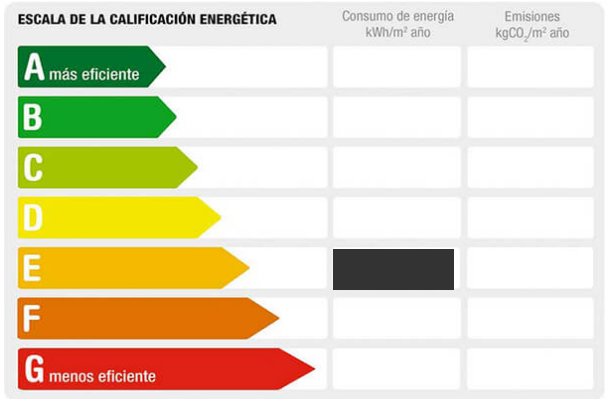 ESCALA DE LA CALIFICACIÓN ENERGÉTICA
Consumo de energía
kWh/m² año
Emisiones
kgCO₂/m² año
A más eficiente
B
C
D
E
F
G menos eficiente